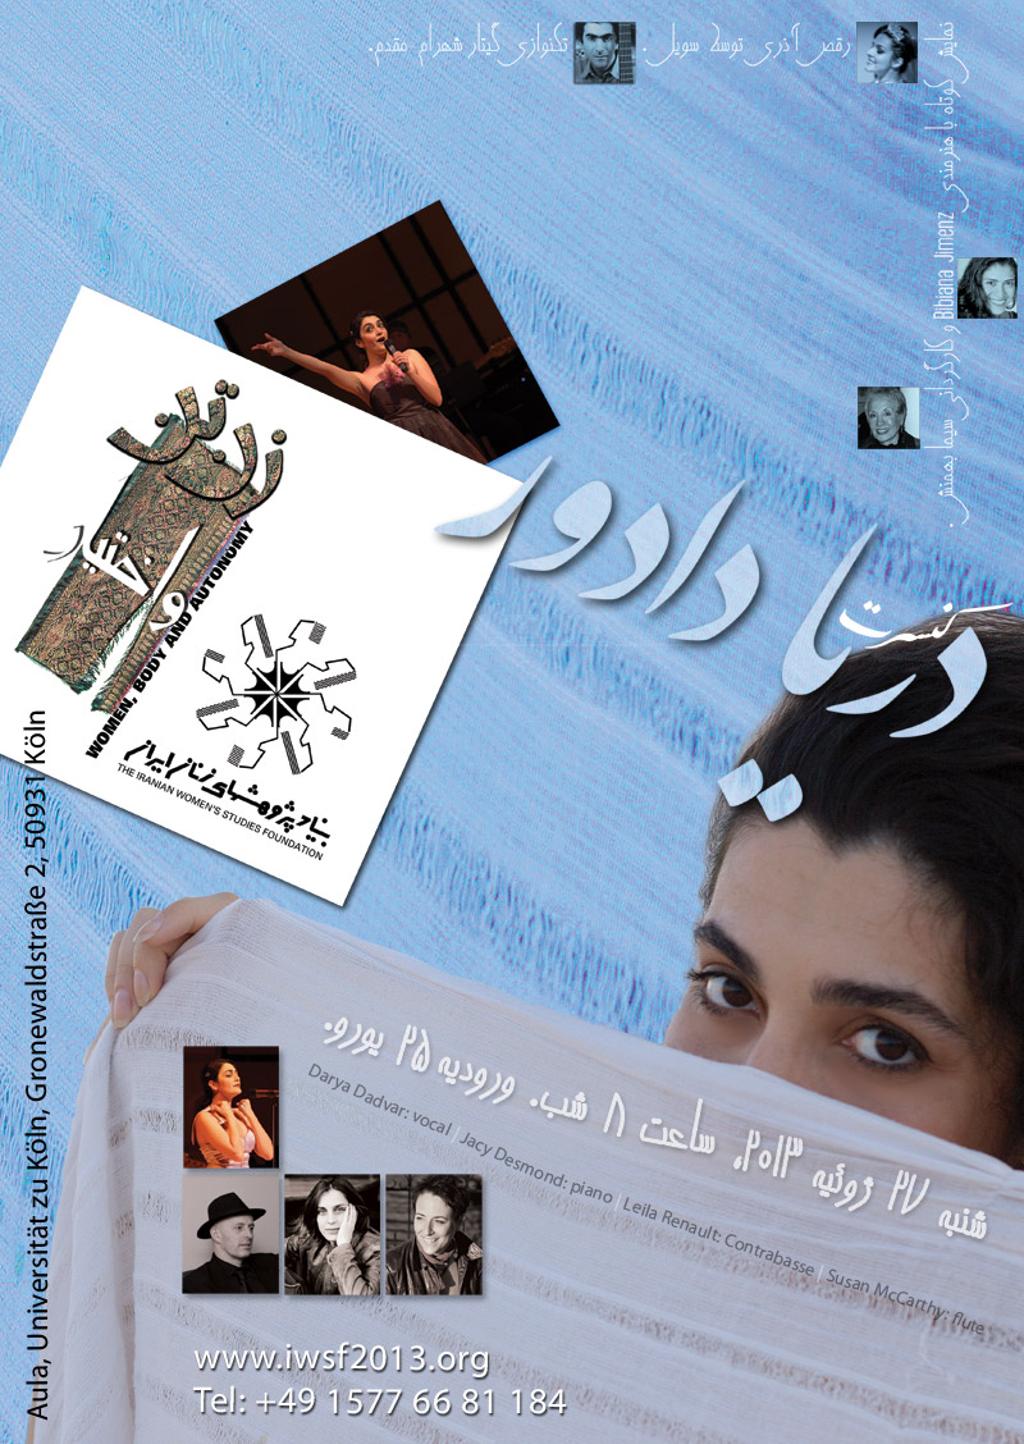 رقص آذری توسط سویل . تکنوازی گیتار شهرام مقدم.
نمایش کوتاه با هنرمندی Bibiana Jimenz و کارگردانی سیما بهمنش.
زن، تن
و اختیار
WOMEN, BODY AND AUTONOMY
بنیاد پژوهشهای زنان ایران
THE IRANIAN WOMEN'S STUDIES FOUNDATION
کنسرت
دریا دادور
شنبه ۲۷ ژوئیه ۲۰۱۳. ساعت ۸ شب. ورودیه ۲۵ یورو.
Darya Dadvar: vocal | Jacy Desmond: piano | Leila Renault: Contrabasse | Susan McCarthy: flute
Aula, Universität zu Köln, Gronewaldstraße 2, 50931 Köln
www.iwsf2013.org
Tel: +49 1577 66 81 184